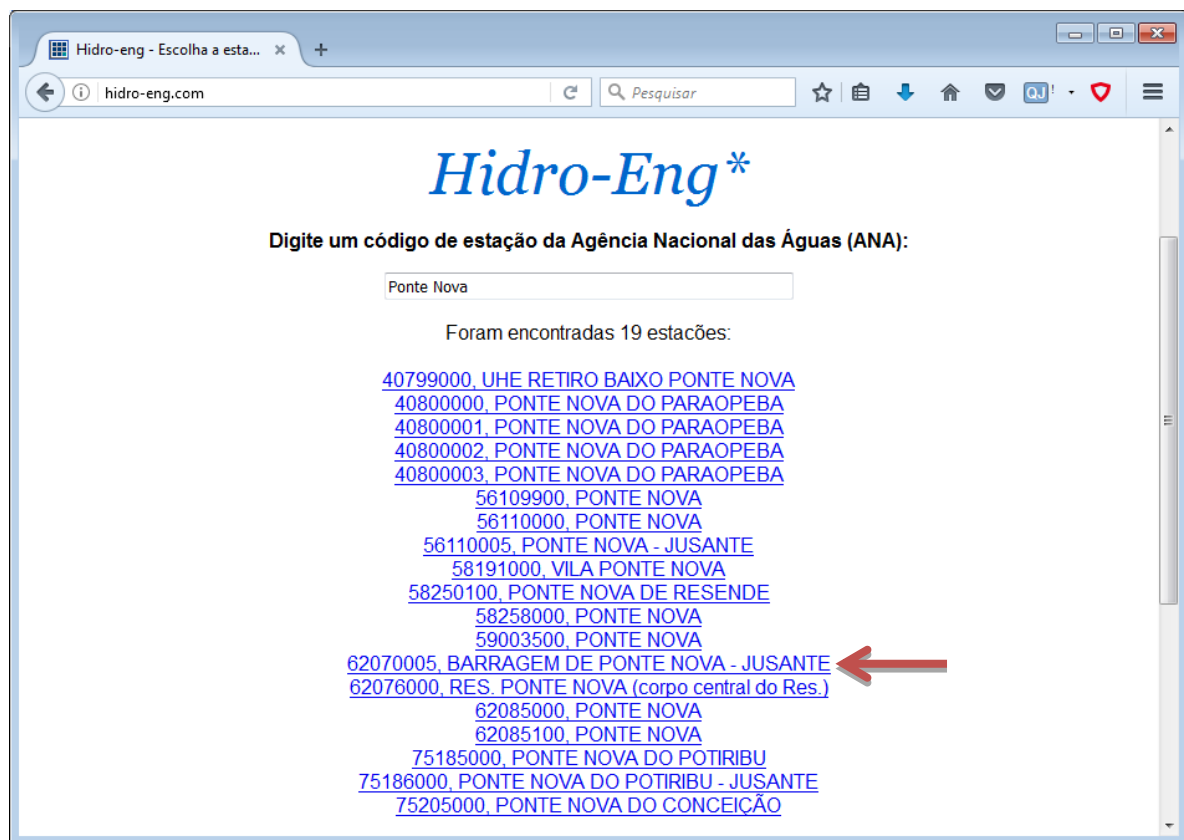 Hidro-eng - Escolha a esta...
hidro-eng.com
Pesquisar
QJ !
Hidro-Eng*
Digite um código de estação da Agência Nacional das Águas (ANA):
Ponte Nova
Foram encontradas 19 estacões:
40799000, UHE RETIRO BAIXO PONTE NOVA
40800000, PONTE NOVA DO PARAOPEBA
40800001, PONTE NOVA DO PARAOPEBA
40800002, PONTE NOVA DO PARAOPEBA
40800003, PONTE NOVA DO PARAOPEBA
56109900, PONTE NOVA
56110000, PONTE NOVA
56110005, PONTE NOVA - JUSANTE
58191000, VILA PONTE NOVA
58250100, PONTE NOVA DE RESENDE
58258000, PONTE NOVA
59003500, PONTE NOVA
62070005, BARRAGEM DE PONTE NOVA - JUSANTE
62076000, RES. PONTE NOVA (corpo central do Res.)
62085000, PONTE NOVA
62085100, PONTE NOVA
75185000, PONTE NOVA DO POTIRIBU
75186000, PONTE NOVA DO POTIRIBU - JUSANTE
75205000, PONTE NOVA DO CONCEIÇÃO